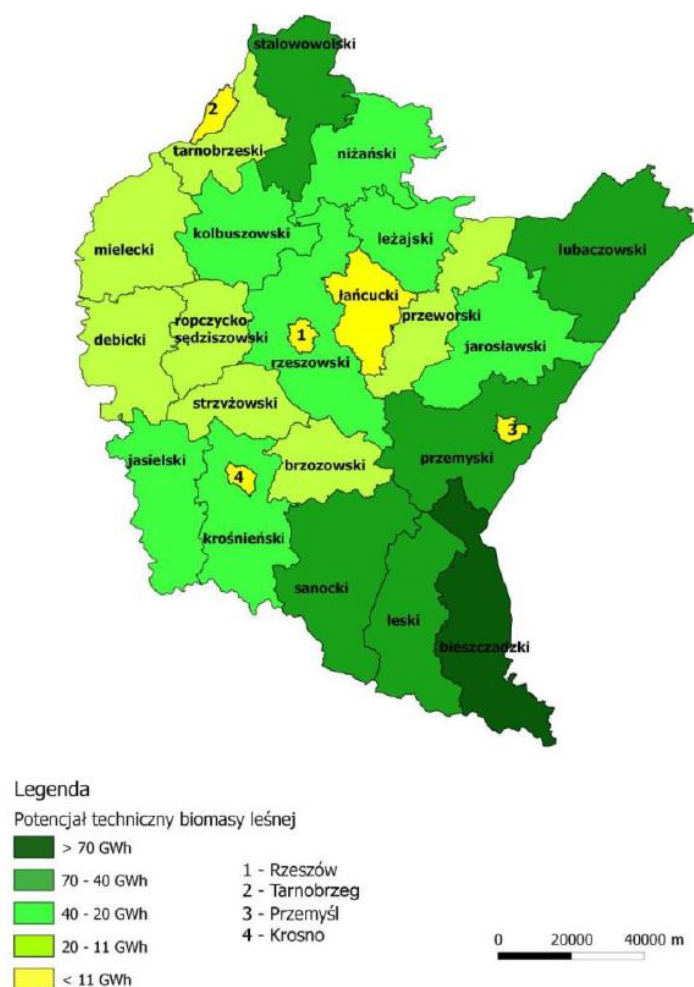 stalowowolski
2
tarnobrzeski
niżański
kolbuszowski
leżajski
lubaczowski
mielecki
łańcucki
przeworski
ropczycko-
sędziszowski
debicki
1
rzeszowski
jarosławski
strzyżowski
3
jasielski
brzozowski
przemyski
4
krośnieński
sanocki
leski
bieszczadzki
Legenda
Potencjał techniczny biomasy leśnej
> 70 GWh
70 - 40 GWh
40 - 20 GWh
20 - 11 GWh
< 11 GWh
1 - Rzeszów
2 - Tarnobrzeg
3 - Przemyśl
4 - Krosno
0 20000 40000 m